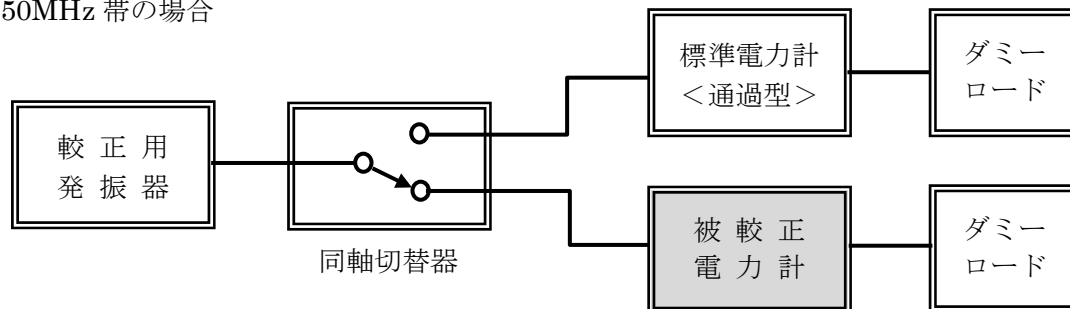 50MHz 帯の場合
標準電力計
＜通過型＞
ダミー
ロード
較正用
発振器
同軸切替器
被較正
電力計
ダミー
ロード